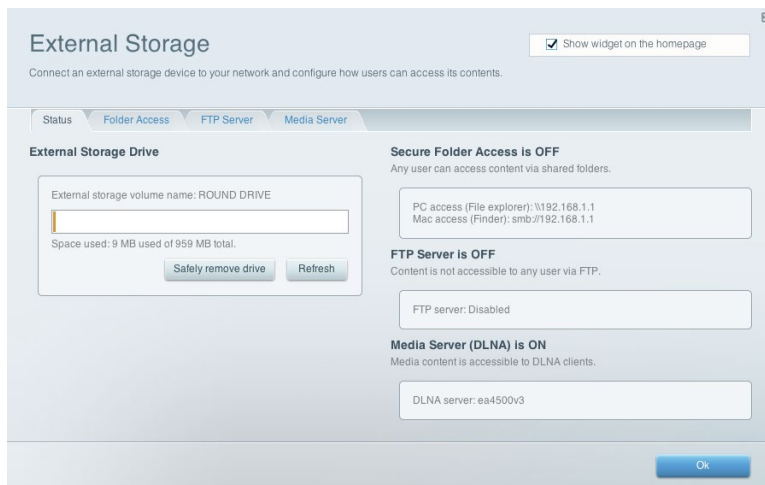 External Storage
Show widget on the homepage
Connect an external storage device to your network and configure how users can access its contents.
Status Folder Access FTP Server Media Server
External Storage Drive
External storage volume name: ROUND DRIVE
Space used: 9 MB used of 959 MB total.
Safely remove drive Refresh
Secure Folder Access is OFF
Any user can access content via shared folders.
PC access (File explorer): \\192.168.1.1
Mac access (Finder): smb://192.168.1.1
FTP Server is OFF
Content is not accessible to any user via FTP.
FTP server: Disabled
Media Server (DLNA) is ON
Media content is accessible to DLNA clients.
DLNA server: ea4500v3
Ok